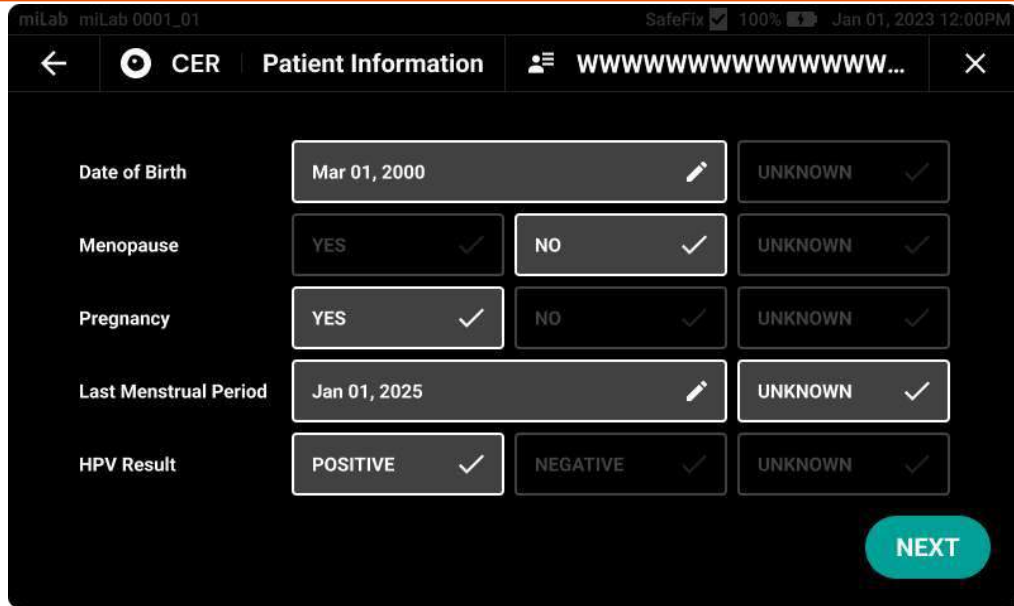 miLab miLab 0001_01 SafeFix 100% Jan 01, 2023 12:00PM
CER Patient Information WWWWWWWWWWWWWWW...
Date of Birth Mar 01, 2000 UNKNOWN
Menopause YES NO UNKNOWN
Pregnancy YES NO UNKNOWN
Last Menstrual Period Jan 01, 2025 UNKNOWN
HPV Result POSITIVE NEGATIVE UNKNOWN
NEXT